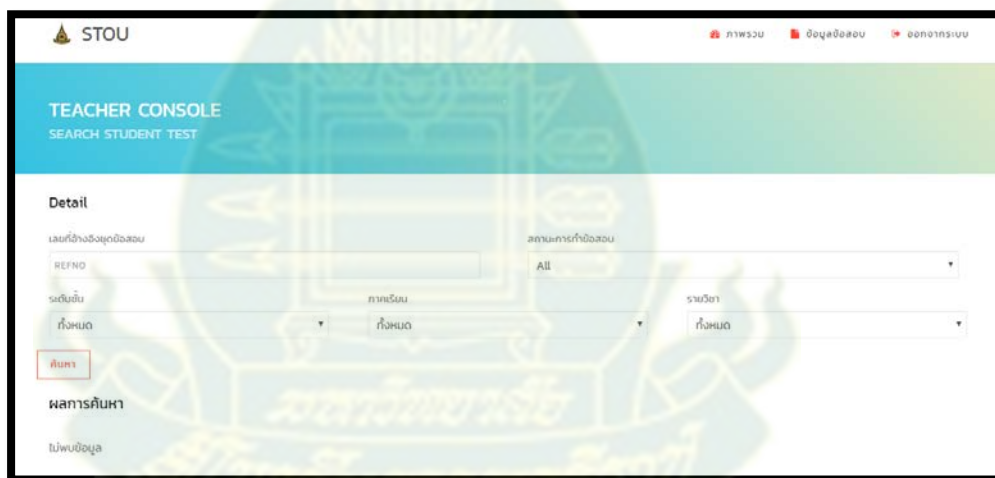 STOU
ภาพรวม ข้อมูลข้อสอบ ออกจากระบบ
TEACHER CONSOLE
SEARCH STUDENT TEST
Detail
เลขที่อ้างอิงชุดข้อสอบ สถานะการทำข้อสอบ
REFNO All
ระดับชั้น ภาคเรียน รายวิชา
ทั้งหมด ทั้งหมด ทั้งหมด
ค้นหา
ผลการค้นหา
ไม่พบข้อมูล